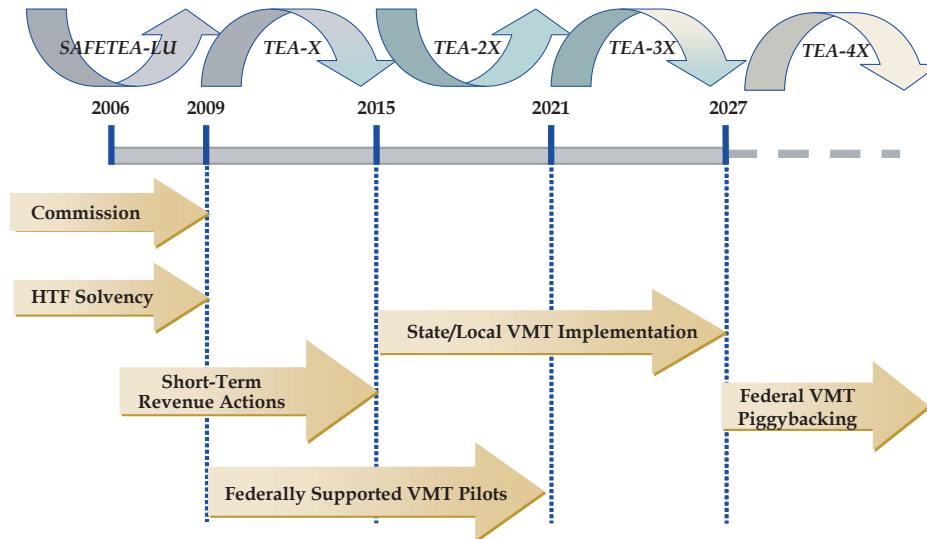 SAFETEA-LU
TEA-X
TEA-2X
TEA-3X
TEA-4X
2006
2009
2015
2021
2027
Commission
HTF Solvency
State/Local VMT Implementation
Short-Term
Revenue Actions
Federal VMT
Piggybacking
Federally Supported VMT Pilots